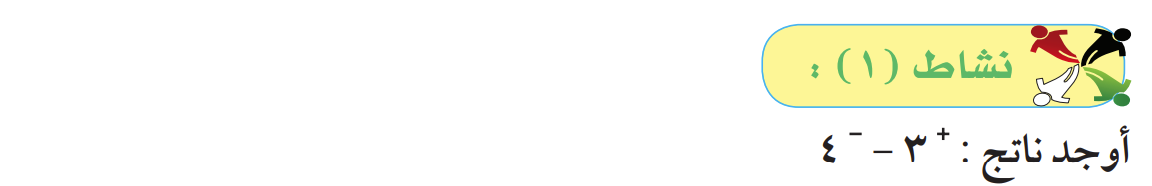 نشاط (١) :
أوجد ناتج : ⁺٣ – ⁻٤